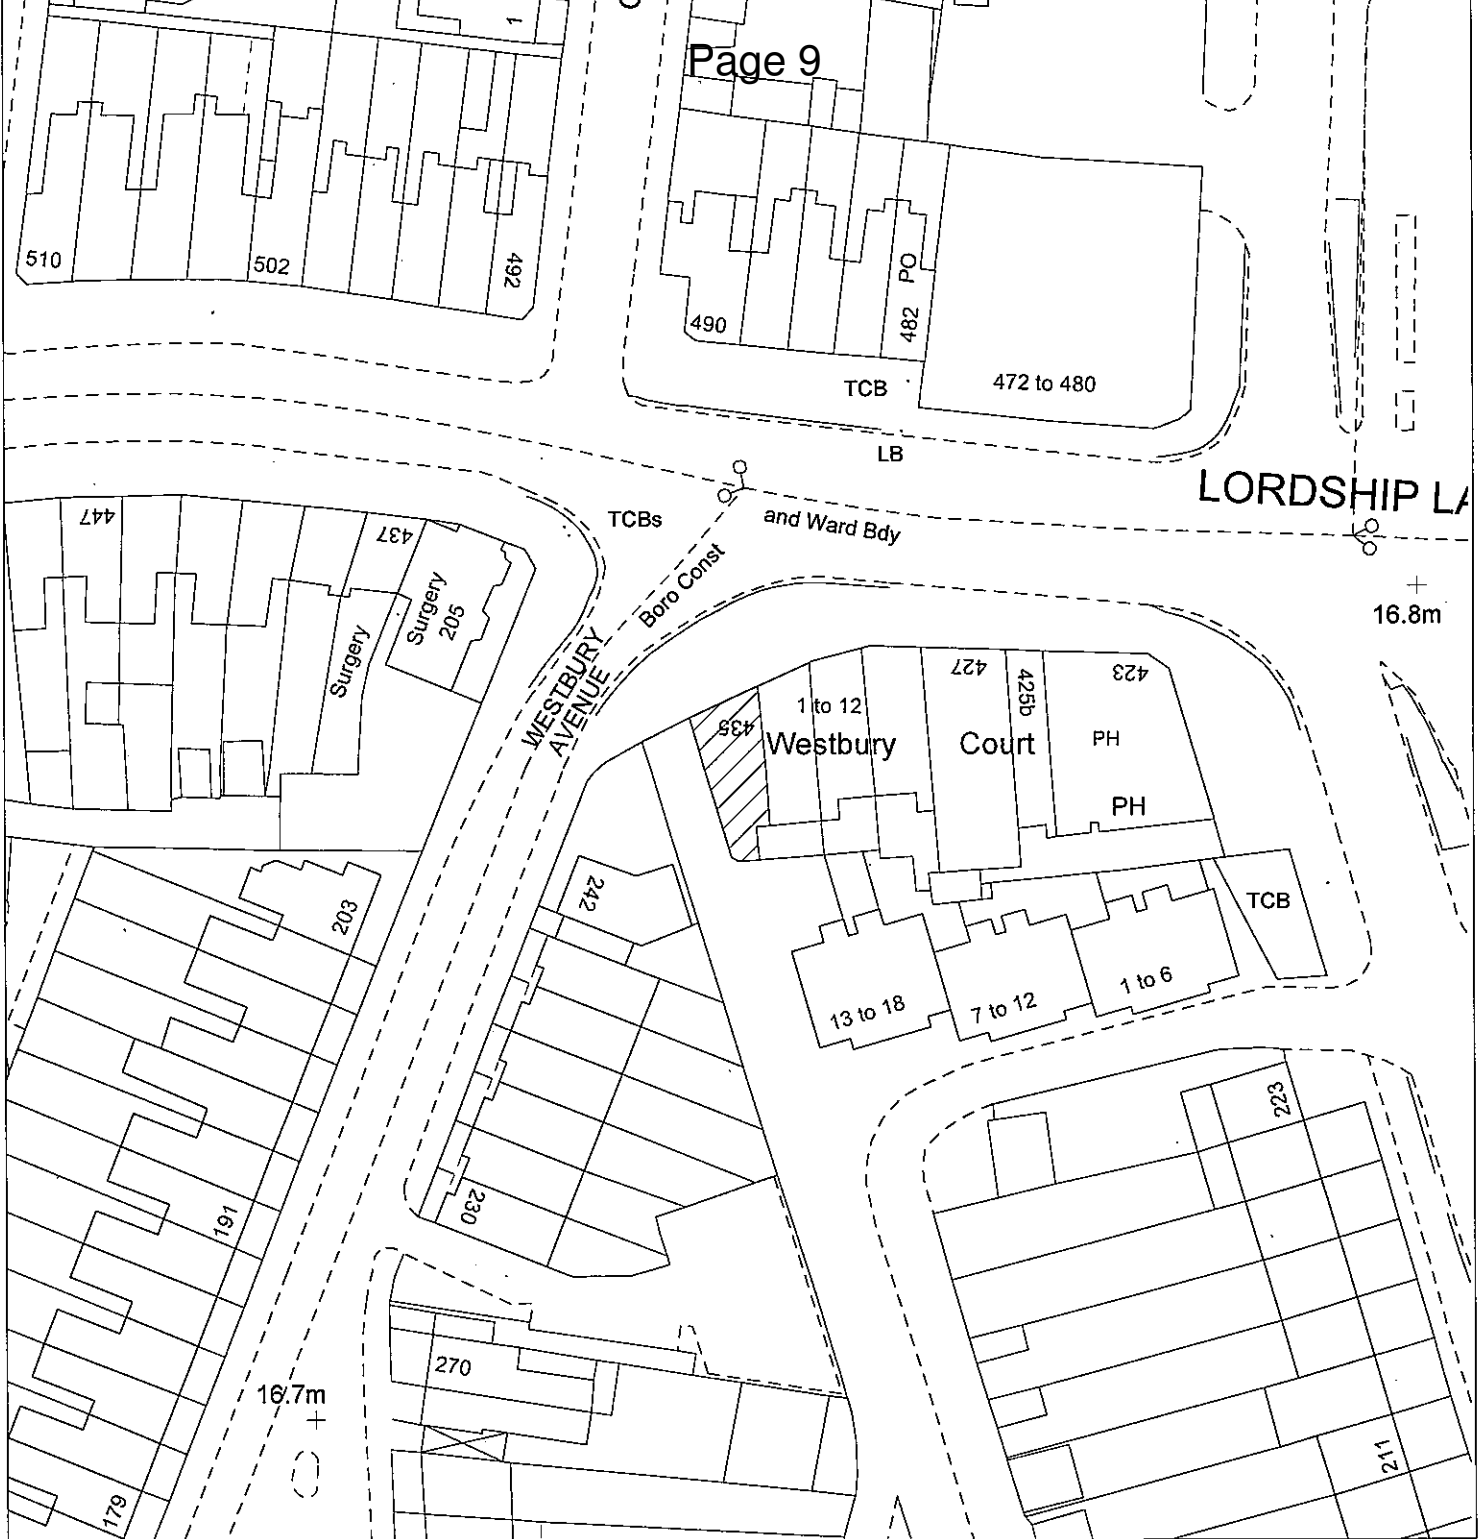 1
Page 9
510
502
492
490
482
PO
TCB
472 to 480
LB
LORDSHIP LA
TCBs
and Ward Bdy
Boro Const
447
437
Surgery
205
Surgery
16.8m
WESTBURY
AVENUE
435
1 to 12
Westbury Court
427
425b
423
PH
PH
242
203
TCB
13 to 18
7 to 12
1 to 6
223
230
191
270
16.7m
211
179